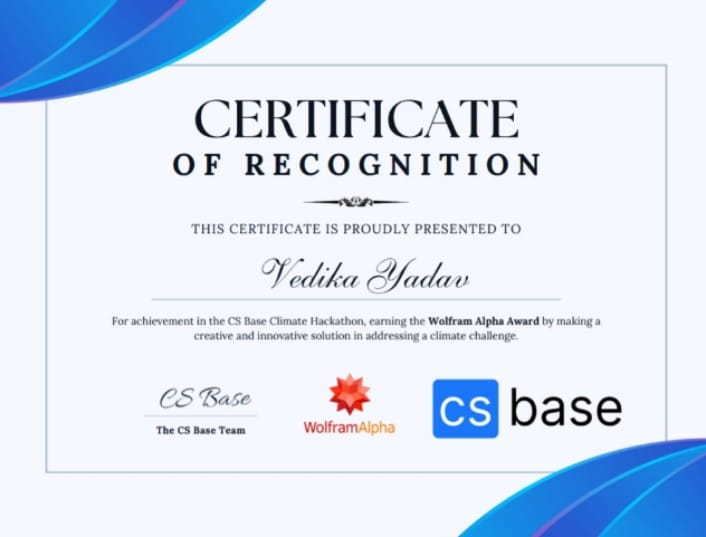 CERTIFICATE
OF RECOGNITION
THIS CERTIFICATE IS PROUDLY PRESENTED TO
Vedika Yadav
For achievement in the CS Base Climate Hackathon, earning the Wolfram Alpha Award by making a
creative and innovative solution in addressing a climate challenge.
CS Base
The CS Base Team
WolframAlpha
cs base